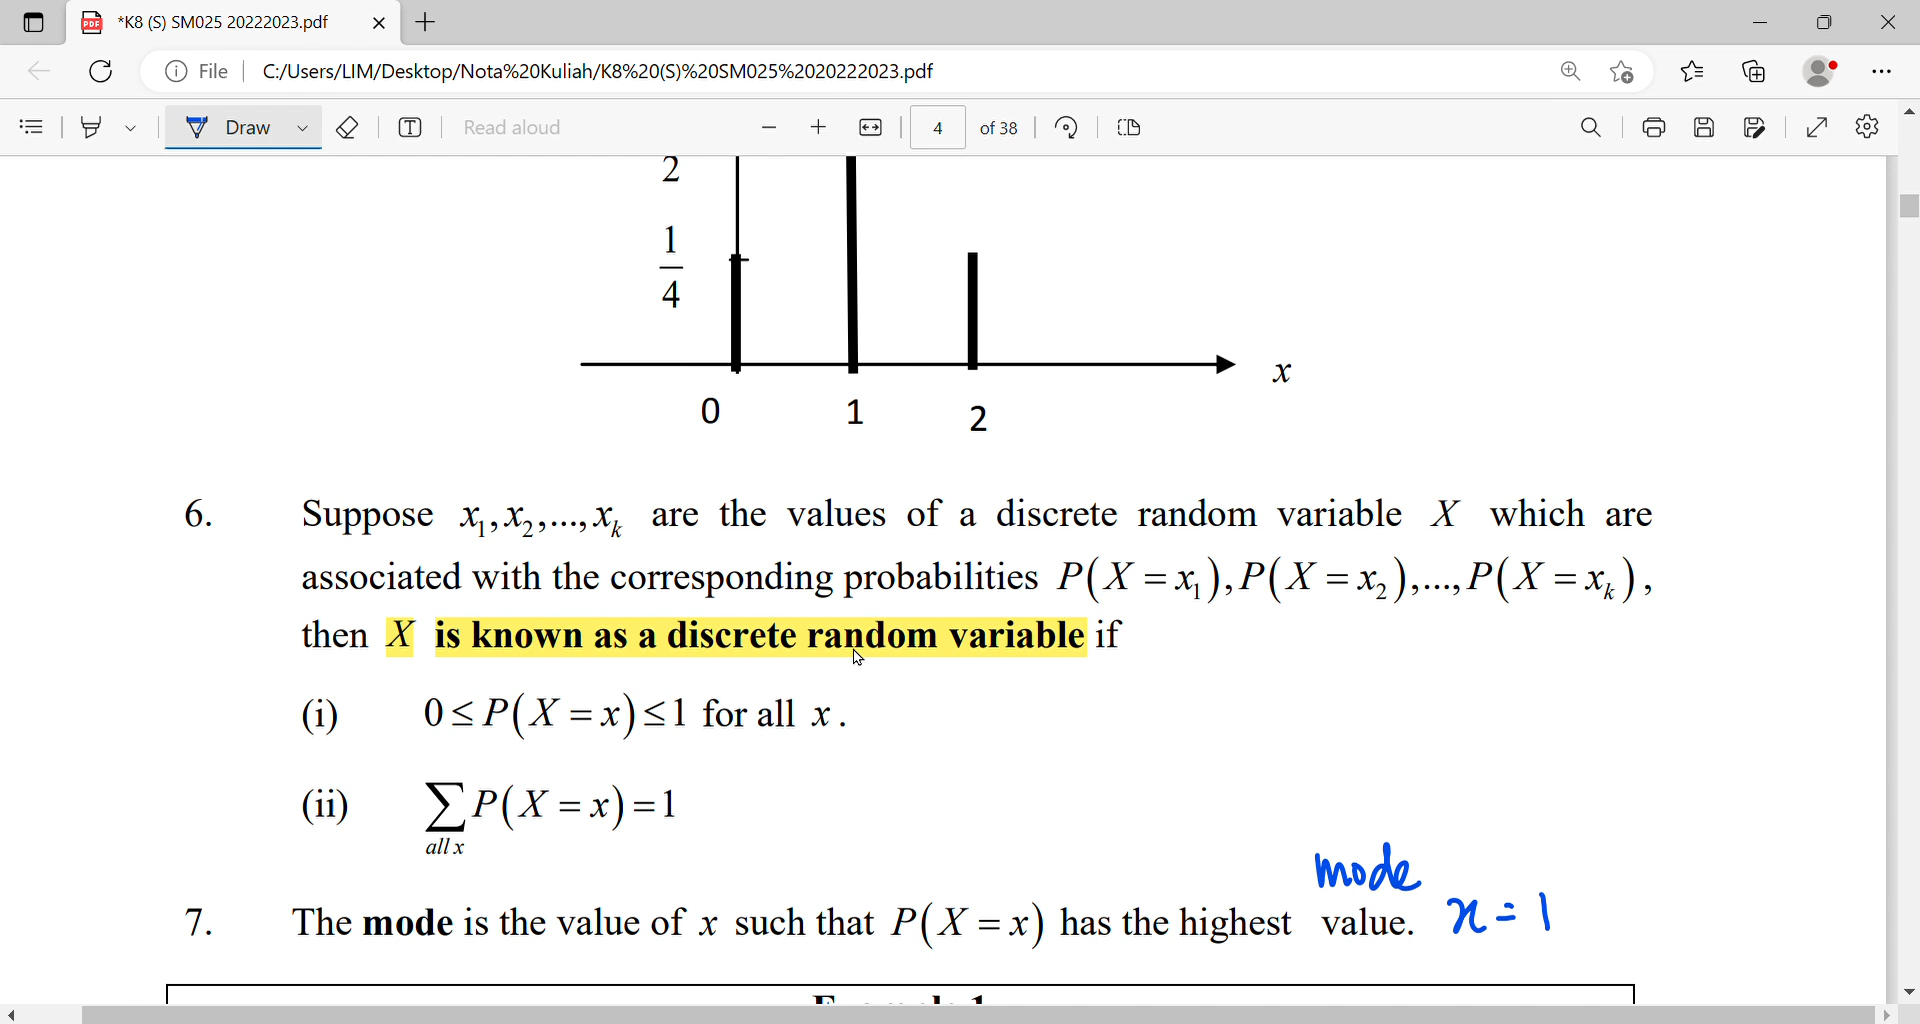 *K8 (S) SM025 20222023.pdf
File C:/Users/LIM/Desktop/Nota%20Kuliah/K8%20(S)%20SM025%2020222023.pdf
Draw Read aloud 4 of 38
2
1
4
x
0 1 2
6. Suppose x₁, x₂, ..., xₖ are the values of a discrete random variable X which are
associated with the corresponding probabilities P(X = x₁), P(X = x₂), ..., P(X = xₖ),
then X is known as a discrete random variable if
(i) 0 ≤ P(X = x) ≤ 1 for all x.
(ii) ∑ P(X = x) = 1
all x
mode
7. The mode is the value of x such that P(X = x) has the highest value. x = 1